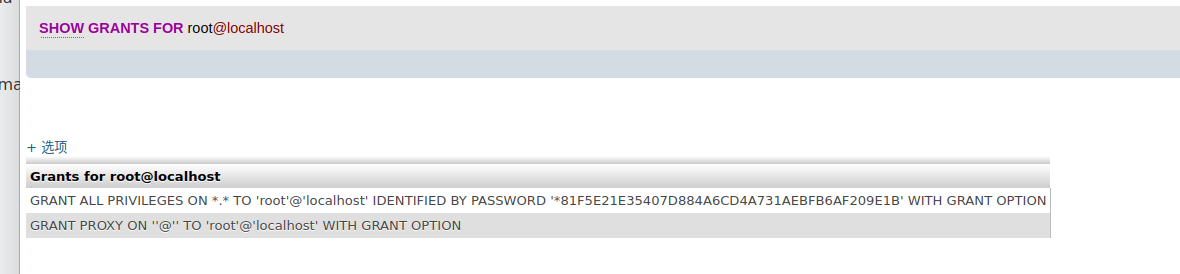 SHOW GRANTS FOR root@localhost
ma
+ 选项
Grants for root@localhost
GRANT ALL PRIVILEGES ON *.* TO 'root'@'localhost' IDENTIFIED BY PASSWORD '*81F5E21E35407D884A6CD4A731AEBFB6AF209E1B' WITH GRANT OPTION
GRANT PROXY ON ''@'' TO 'root'@'localhost' WITH GRANT OPTION